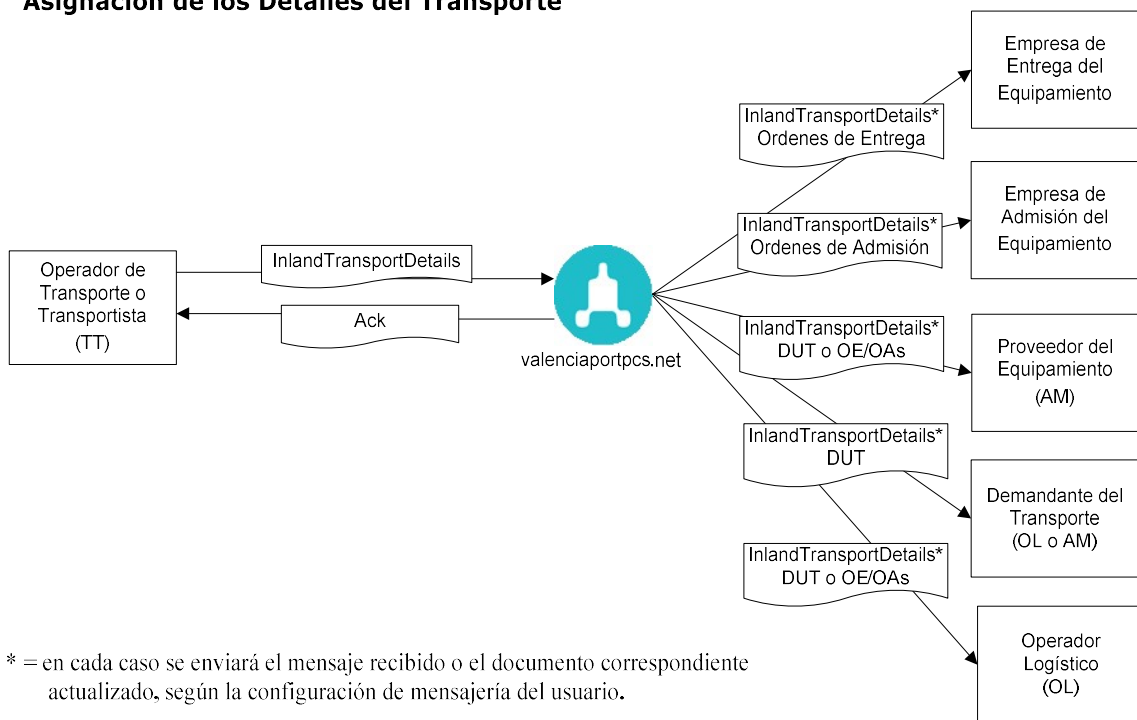 Asignación de los Detalles del Transporte
Empresa de
Entrega del
Equipamiento
InlandTransportDetails*
Ordenes de Entrega
Empresa de
Admisión del
Equipamiento
InlandTransportDetails*
Ordenes de Admisión
Operador de
Transporte o
Transportista
(TT)
InlandTransportDetails
Ack
valenciaportpcs.net
InlandTransportDetails*
DUT o OE/OAs
Proveedor del
Equipamiento
(AM)
InlandTransportDetails*
DUT
Demandante del
Transporte
(OL o AM)
InlandTransportDetails*
DUT o OE/OAs
Operador
Logístico
(OL)
* = en cada caso se enviará el mensaje recibido o el documento correspondiente
actualizado, según la configuración de mensajería del usuario.